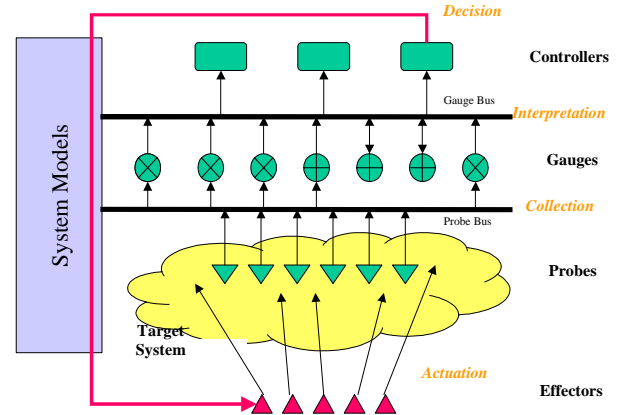 Decision
Controllers
Gauge Bus
Interpretation
Gauges
System Models
Collection
Probe Bus
Probes
Target
System
Actuation
Effectors